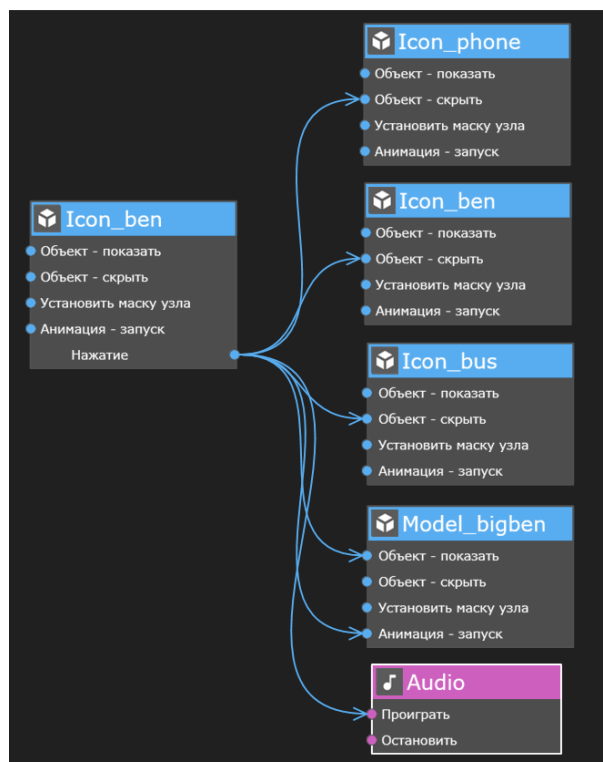 Icon_phone
Объект - показать
Объект - скрыть
Установить маску узла
Анимация - запуск
Icon_ben
Объект - показать
Объект - скрыть
Установить маску узла
Анимация - запуск
Нажатие
Icon_ben
Объект - показать
Объект - скрыть
Установить маску узла
Анимация - запуск
Icon_bus
Объект - показать
Объект - скрыть
Установить маску узла
Анимация - запуск
Model_bigben
Объект - показать
Объект - скрыть
Установить маску узла
Анимация - запуск
Audio
Проиграть
Остановить